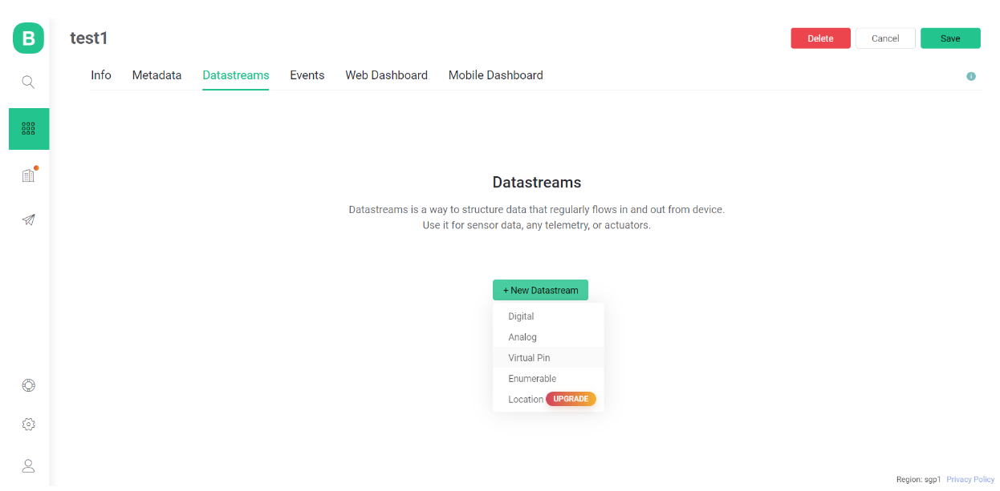 B
test1
Delete Cancel Save
Info Metadata Datastreams Events Web Dashboard Mobile Dashboard
i
Datastreams
Datastreams is a way to structure data that regularly flows in and out from device.
Use it for sensor data, any telemetry, or actuators.
+ New Datastream
Digital
Analog
Virtual Pin
Enumerable
Location UPGRADE
Region: sgp1 Privacy Policy